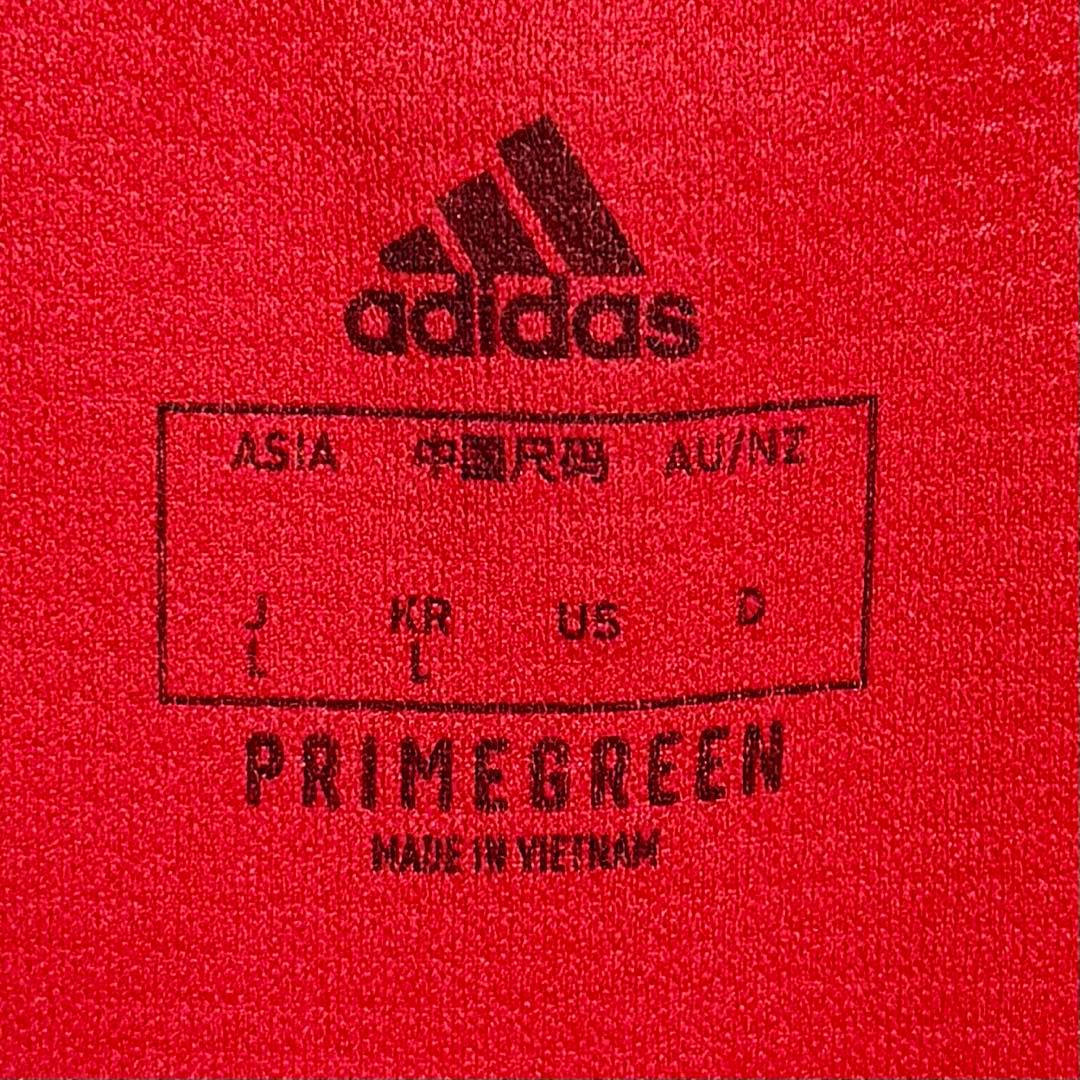 adidas
ASIA 中国尺码 AU/NZ
J KR US D
L L
PRIMEGREEN
MADE IN VIETNAM